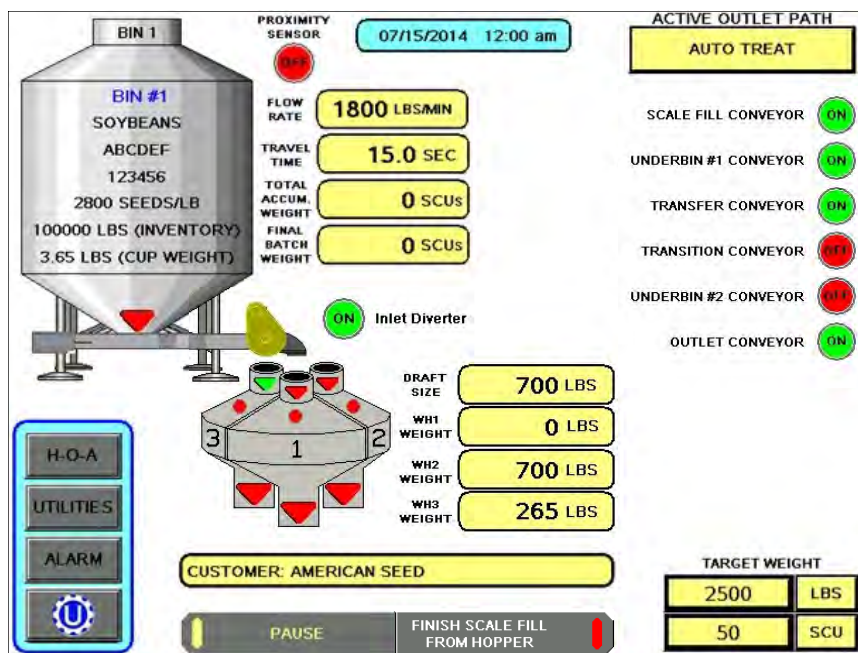 BIN 1
PROXIMITY
SENSOR
OFF
07/15/2014 12:00 am
ACTIVE OUTLET PATH
AUTO TREAT
BIN #1
SOYBEANS
ABCDEF
123456
2800 SEEDS/LB
100000 LBS (INVENTORY)
3.65 LBS (CUP WEIGHT)
FLOW
RATE
1800 LBS/MIN
TRAVEL
TIME
15.0 SEC
TOTAL
ACCUM.
WEIGHT
0 SCUs
FINAL
BATCH
WEIGHT
0 SCUs
SCALE FILL CONVEYOR ON
UNDERBIN #1 CONVEYOR ON
TRANSFER CONVEYOR ON
TRANSITION CONVEYOR OFF
UNDERBIN #2 CONVEYOR OFF
OUTLET CONVEYOR ON
ON Inlet Diverter
3 1 2
DRAFT
SIZE
700 LBS
WH1
WEIGHT
0 LBS
WH2
WEIGHT
700 LBS
WH3
WEIGHT
265 LBS
H-O-A
UTILITIES
ALARM
U
CUSTOMER: AMERICAN SEED
PAUSE
FINISH SCALE FILL
FROM HOPPER
TARGET WEIGHT
2500 LBS
50 SCU